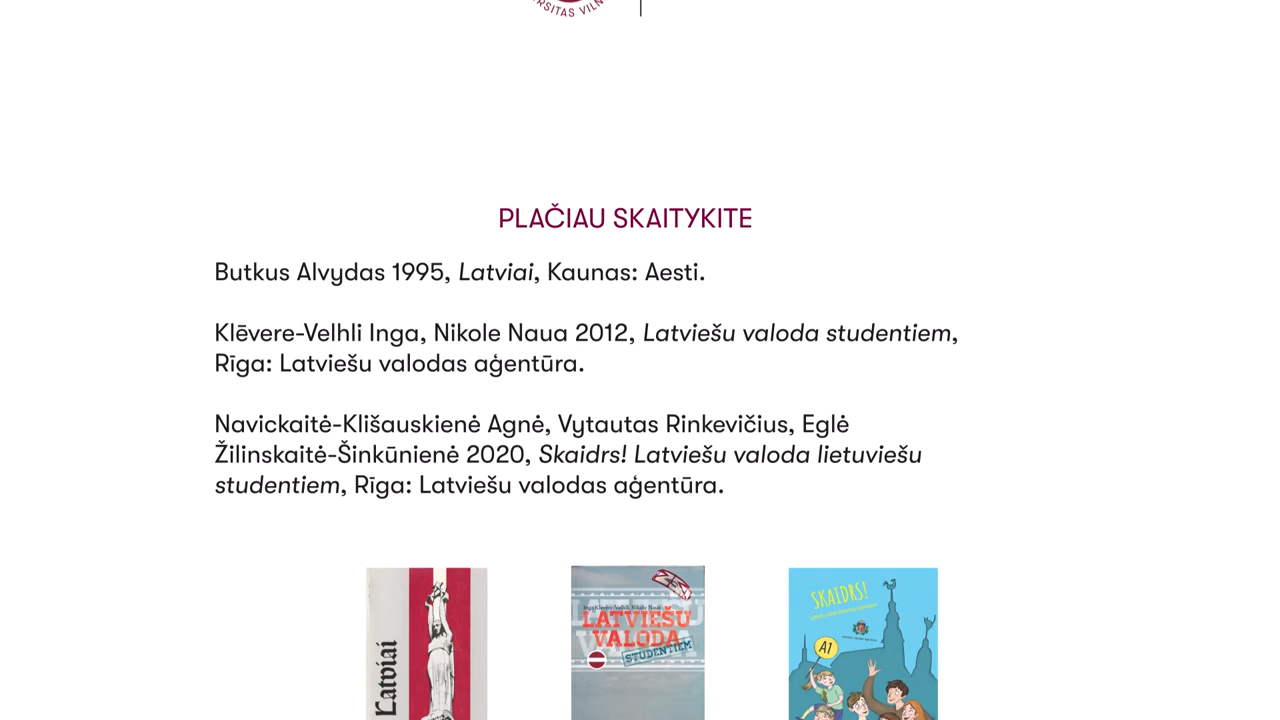 PLAČIAU SKAITYKITE
Butkus Alvydas 1995, Latviai, Kaunas: Aesti.
Klēvere-Velhli Inga, Nikole Naua 2012, Latviešu valoda studentiem,
Rīga: Latviešu valodas aģentūra.
Navickaitė-Klišauskienė Agnė, Vytautas Rinkevičius, Eglė
Žilinskaitė-Šinkūnienė 2020, Skaidrs! Latviešu valoda lietuviešu
studentiem, Rīga: Latviešu valodas aģentūra.
Latviai
LATVIEŠU
VALODA
STUDENTIEM
SKAIDRS!
A1